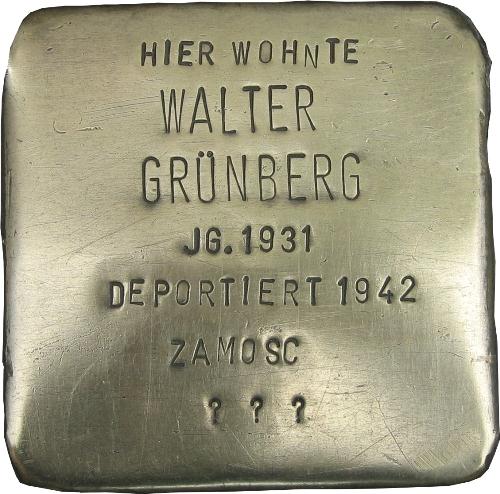 HIER WOHNTE
WALTER
GRÜNBERG
JG. 1931
DEPORTIERT 1942
ZAMOSC
? ? ?